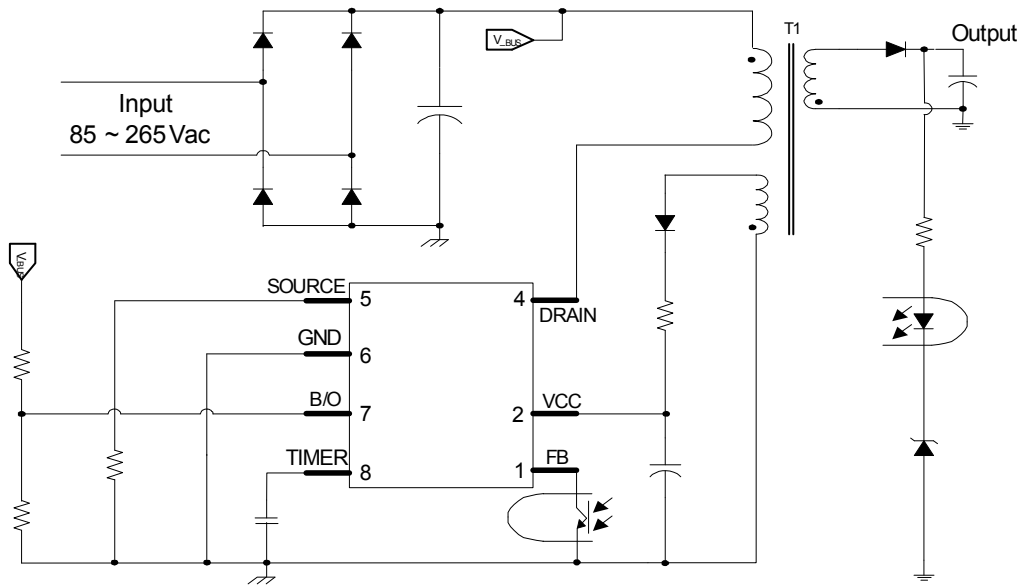 T1
Output
V_BUS
Input
85 ~ 265 Vac
V_BUS
SOURCE
5
4
DRAIN
GND
6
B/O
7
2
VCC
TIMER
8
1
FB